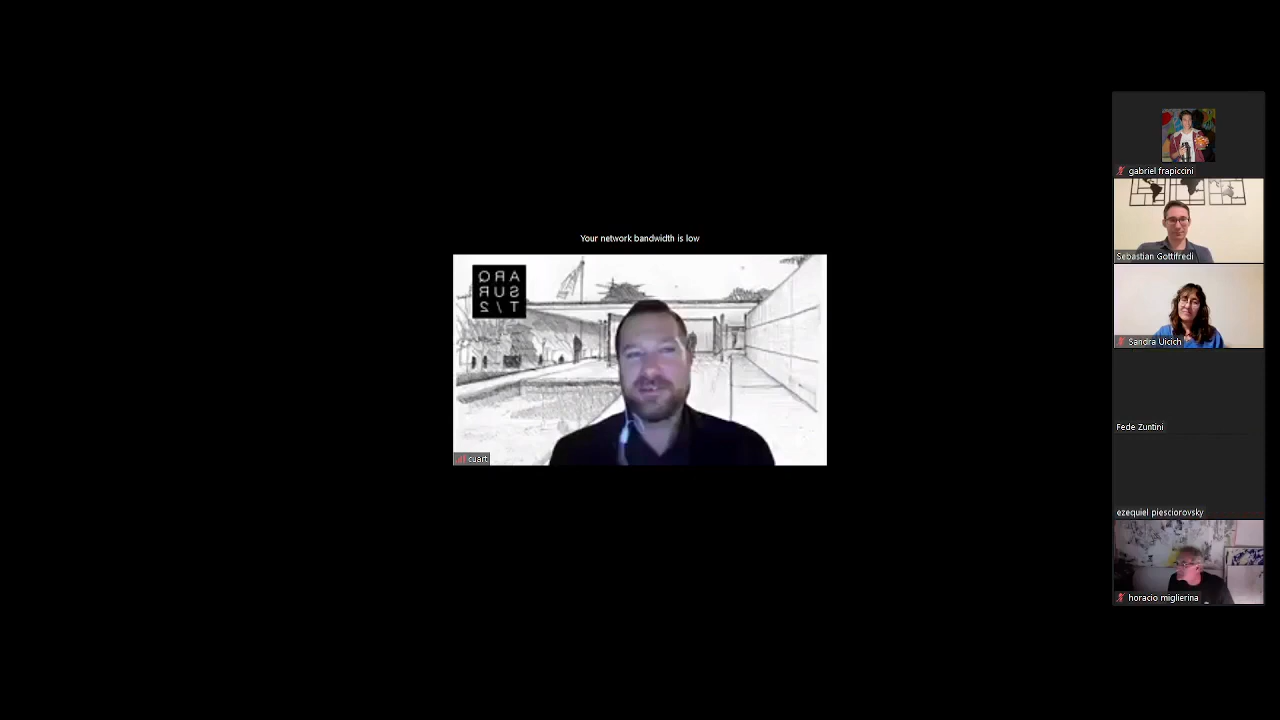 Your network bandwidth is low
ARQ
SUR
T/2
cuart
gabriel frapiccini
Sebastian Gottifredi
Sandra Uicich
Fede Zuntini
ezequiel piesciorovsky
horacio miglierina